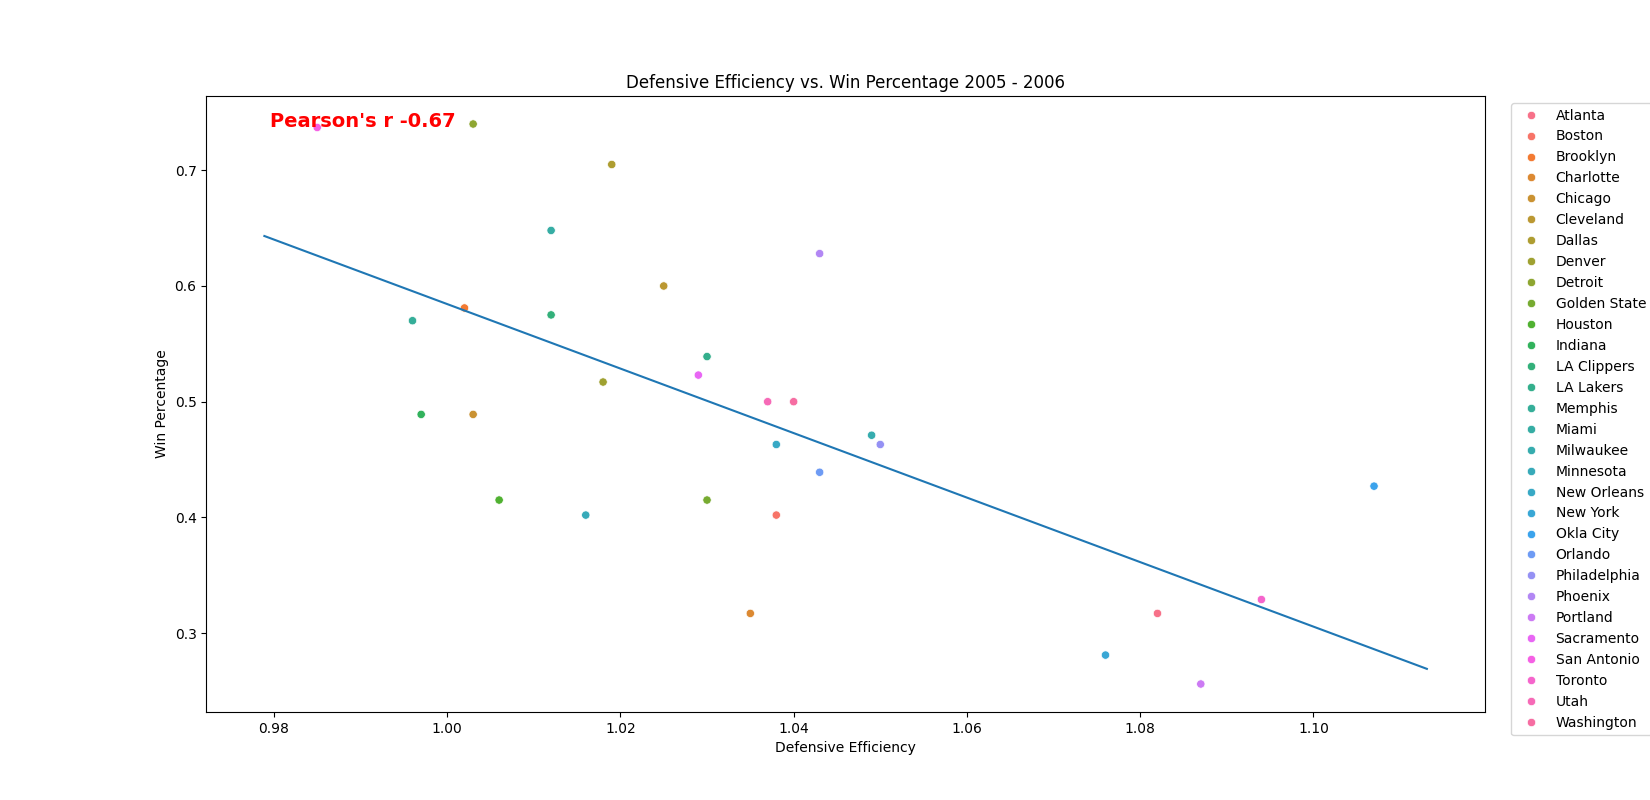 Defensive Efficiency vs. Win Percentage 2005 - 2006
Pearson's r -0.67
Win Percentage
0.7
0.6
0.5
0.4
0.3
0.98 1.00 1.02 1.04 1.06 1.08 1.10
Defensive Efficiency
Atlanta
Boston
Brooklyn
Charlotte
Chicago
Cleveland
Dallas
Denver
Detroit
Golden State
Houston
Indiana
LA Clippers
LA Lakers
Memphis
Miami
Milwaukee
Minnesota
New Orleans
New York
Okla City
Orlando
Philadelphia
Phoenix
Portland
Sacramento
San Antonio
Toronto
Utah
Washington